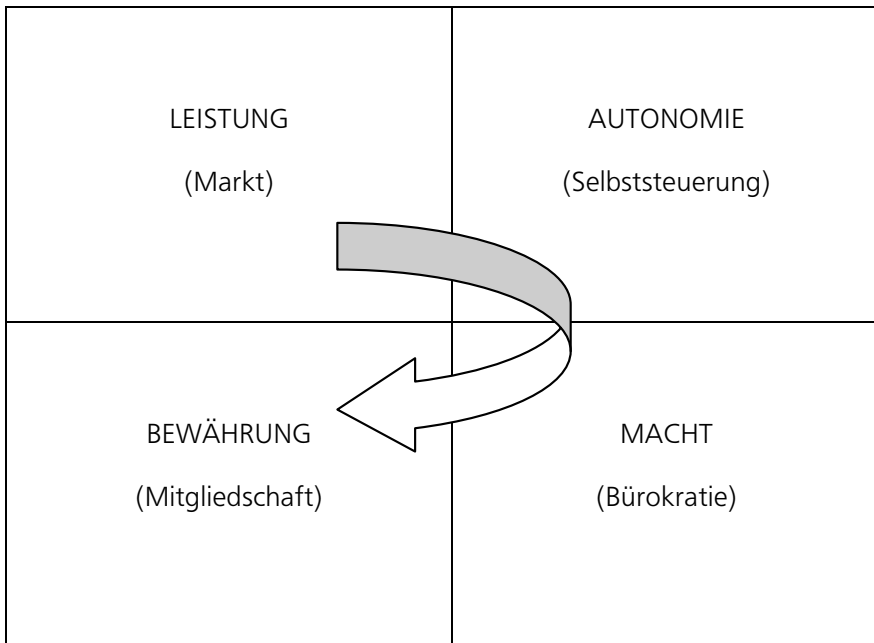 LEISTUNG
(Markt)
AUTONOMIE
(Selbststeuerung)
BEWÄHRUNG
(Mitgliedschaft)
MACHT
(Bürokratie)